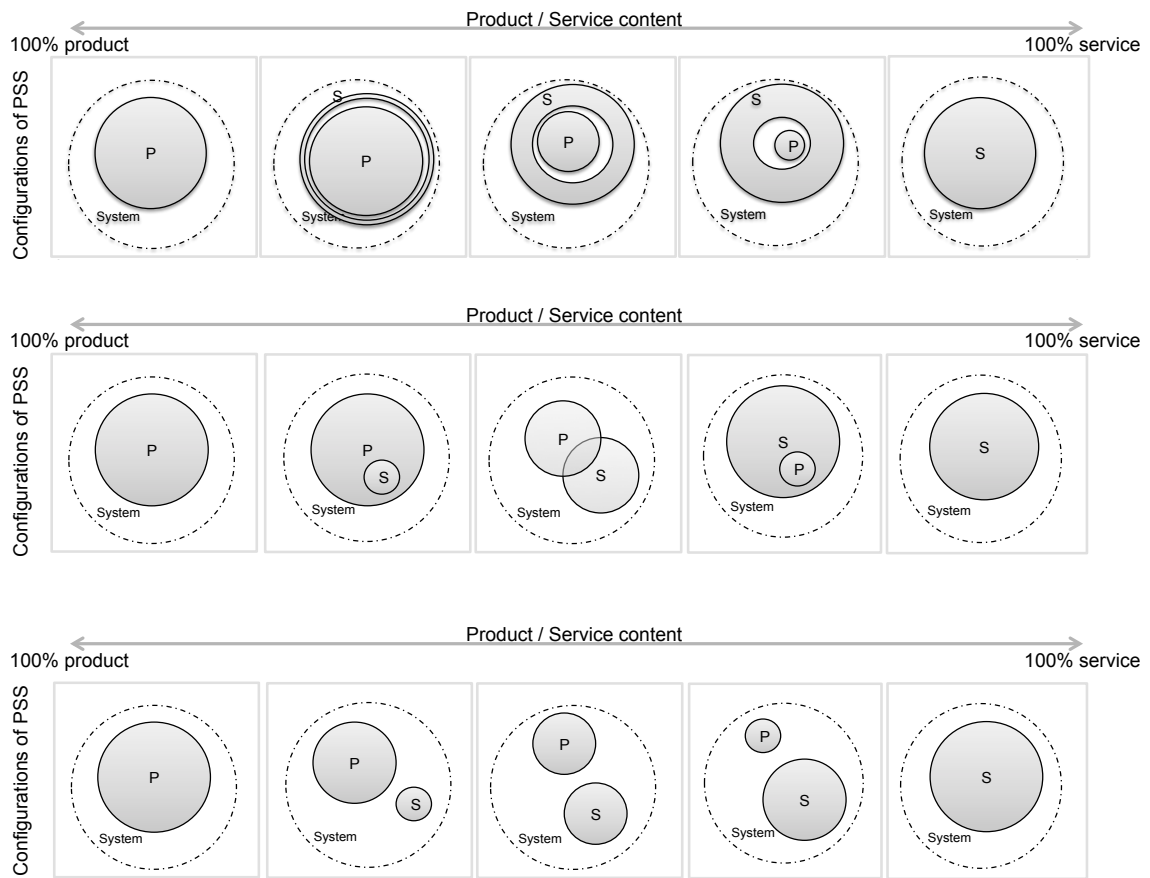 Product / Service content
100% product
100% service
Configurations of PSS
S
S
S
P
P
P
P
S
System
System
System
System
System
Product / Service content
100% product
100% service
Configurations of PSS
P
P
S
P
S
S
P
S
System
System
System
System
System
Product / Service content
100% product
100% service
Configurations of PSS
P
P
S
P
S
P
S
S
System
System
System
System
System